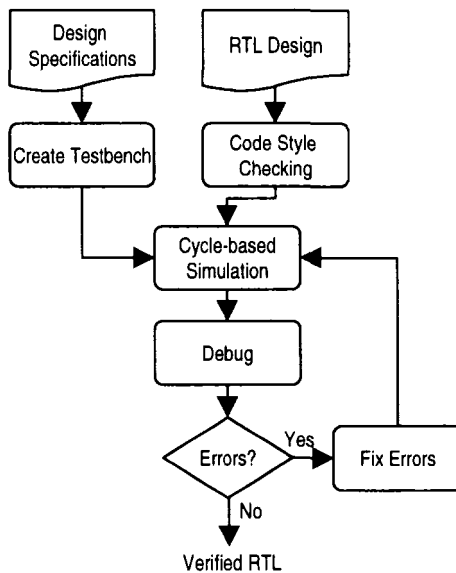 Design
Specifications
RTL Design
Create Testbench
Code Style
Checking
Cycle-based
Simulation
Debug
Errors?
Yes
Fix Errors
No
Verified RTL